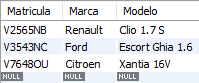 Matricula Marca Modelo
V2565NB Renault Clio 1.7 S
V3543NC Ford Escort Ghia 1.6
V7648OU Citroen Xantia 16V
NULL NULL NULL